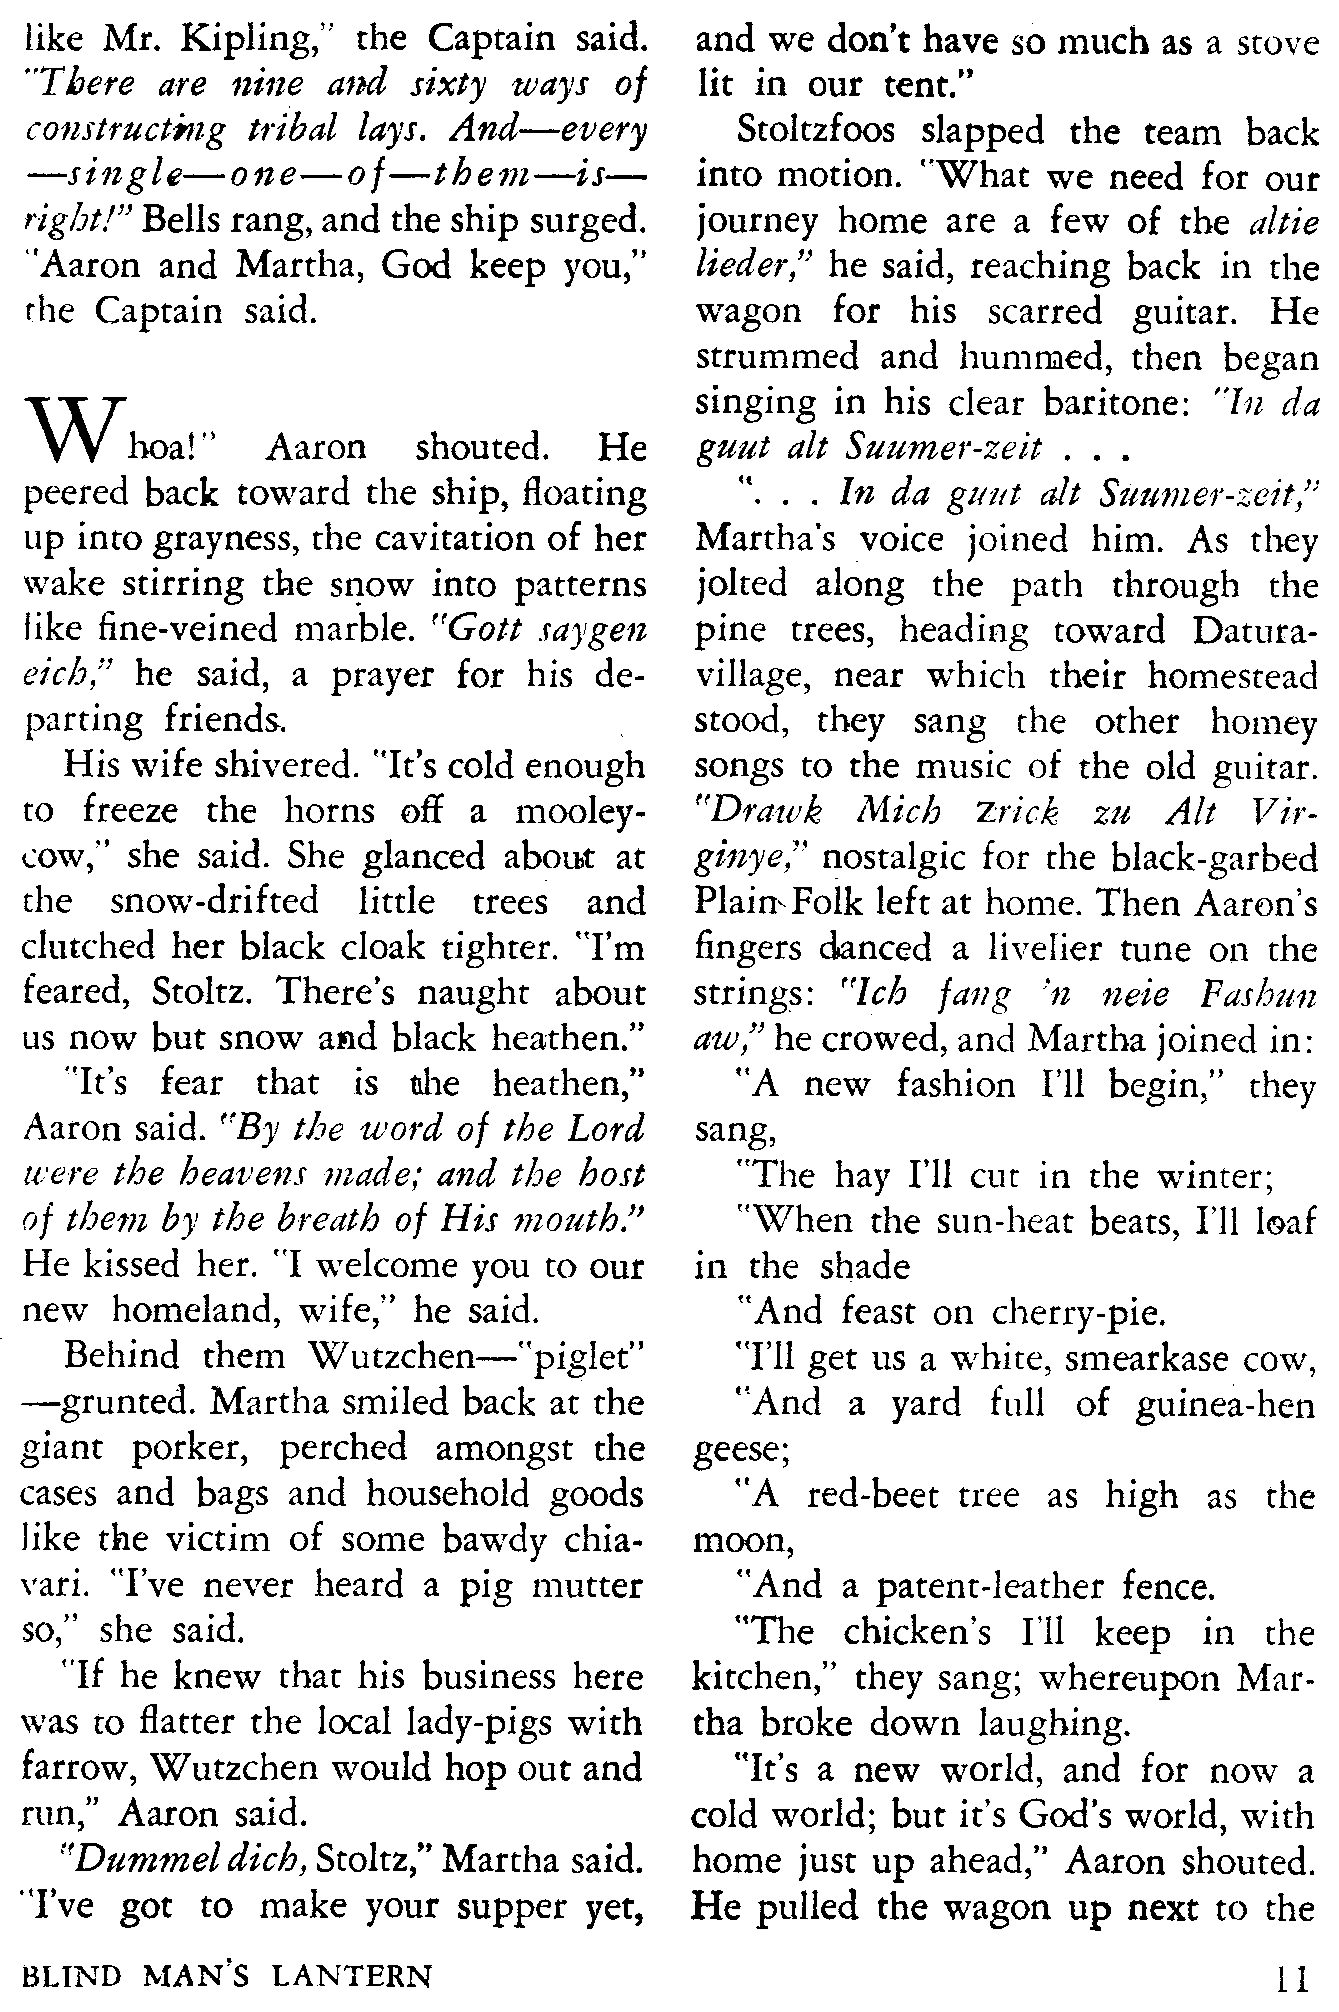 like Mr. Kipling," the Captain said.
"There are nine and sixty ways of
constructing tribal lays. And—every
—single—one—of—them—is—
right!" Bells rang, and the ship surged.
"Aaron and Martha, God keep you,"
the Captain said.
Whoa!" Aaron shouted. He
peered back toward the ship, floating
up into grayness, the cavitation of her
wake stirring the snow into patterns
like fine-veined marble. "Gott saygen
eich," he said, a prayer for his de-
parting friends.
His wife shivered. "It's cold enough
to freeze the horns off a mooley-
cow," she said. She glanced about at
the snow-drifted little trees and
clutched her black cloak tighter. "I'm
feared, Stoltz. There's naught about
us now but snow and black heathen."
"It's fear that is the heathen,"
Aaron said. "By the word of the Lord
were the heavens made; and the host
of them by the breath of His mouth."
He kissed her. "I welcome you to our
new homeland, wife," he said.
Behind them Wutzchen—"piglet"
—grunted. Martha smiled back at the
giant porker, perched amongst the
cases and bags and household goods
like the victim of some bawdy chia-
vari. "I've never heard a pig mutter
so," she said.
"If he knew that his business here
was to flatter the local lady-pigs with
farrow, Wutzchen would hop out and
run," Aaron said.
"Dummel dich, Stoltz," Martha said.
"I've got to make your supper yet,
and we don't have so much as a stove
lit in our tent."
Stoltzfoos slapped the team back
into motion. "What we need for our
journey home are a few of the altie
lieder," he said, reaching back in the
wagon for his scarred guitar. He
strummed and hummed, then began
singing in his clear baritone: "In da
guut alt Suumer-zeit . . .
". . . In da guut alt Suumer-zeit,"
Martha's voice joined him. As they
jolted along the path through the
pine trees, heading toward Datura-
village, near which their homestead
stood, they sang the other homey
songs to the music of the old guitar.
"Drawk Mich Zrick zu Alt Vir-
ginye," nostalgic for the black-garbed
Plain-Folk left at home. Then Aaron's
fingers danced a livelier tune on the
strings: "Ich fang 'n neie Fashun
aw," he crowed, and Martha joined in:
"A new fashion I'll begin," they
sang,
"The hay I'll cut in the winter;
"When the sun-heat beats, I'll loaf
in the shade
"And feast on cherry-pie.
"I'll get us a white, smearkase cow,
"And a yard full of guinea-hen
geese;
"A red-beet tree as high as the
moon,
"And a patent-leather fence.
"The chicken's I'll keep in the
kitchen," they sang; whereupon Mar-
tha broke down laughing.
"It's a new world, and for now a
cold world; but it's God's world, with
home just up ahead," Aaron shouted.
He pulled the wagon up next to the
BLIND MAN'S LANTERN
11